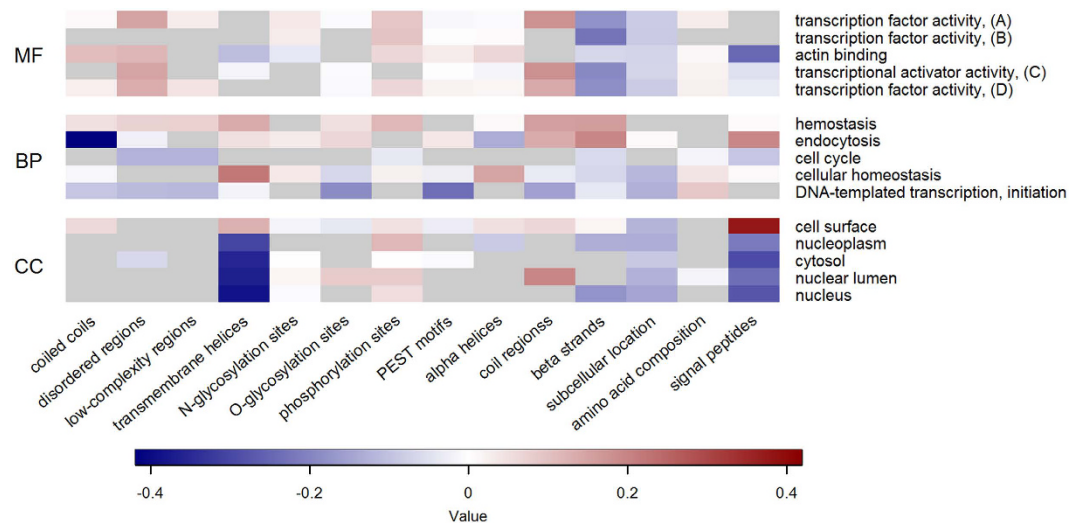 MF
transcription factor activity, (A)
transcription factor activity, (B)
actin binding
transcriptional activator activity, (C)
transcription factor activity, (D)
BP
hemostasis
endocytosis
cell cycle
cellular homeostasis
DNA-templated transcription, initiation
CC
cell surface
nucleoplasm
cytosol
nuclear lumen
nucleus
coiled coils
disordered regions
low-complexity regions
transmembrane helices
N-glycosylation sites
O-glycosylation sites
phosphorylation sites
PEST motifs
alpha helices
coil regionss
beta strands
subcellular location
amino acid composition
signal peptides
-0.4 -0.2 0 0.2 0.4
Value